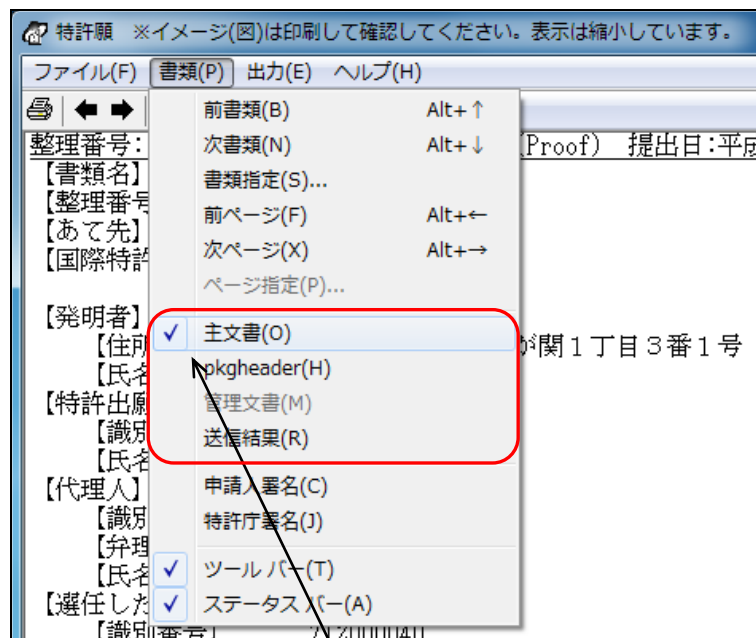 特許願　※イメージ(図)は印刷して確認してください。表示は縮小しています。
ファイル(F) 書類(P) 出力(E) ヘルプ(H)
前書類(B) Alt+↑
整理番号: 次書類(N) Alt+↓ (Proof) 提出日:平成
【書類名】 書類指定(S)...
【整理番号 前ページ(F) Alt+←
【あて先】
【国際特許 次ページ(X) Alt+→
ページ指定(P)...
【発明者】
✓ 主文書(O)
【住所 が関1丁目3番1号
【氏名 pkgheader(H)
【特許出願 管理文書(M)
【識別 送信結果(R)
【氏名
【代理人】 申請人署名(C)
【識別 特許庁署名(J)
【弁理
【氏名 ✓ ツール バー(T)
【選任した ✓ ステータス バー(A)
【識別番号】 712000040